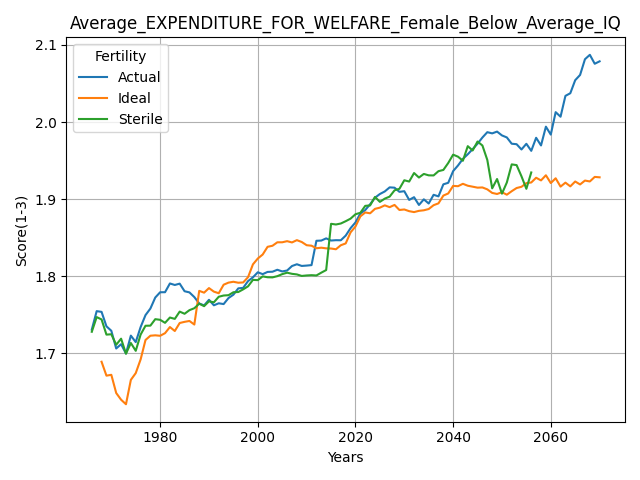 Average_EXPENDITURE_FOR_WELFARE_Female_Below_Average_IQ
Fertility
Actual
Ideal
Sterile
2.1
2.0
1.9
1.8
1.7
Score(1-3)
1980 2000 2020 2040 2060
Years